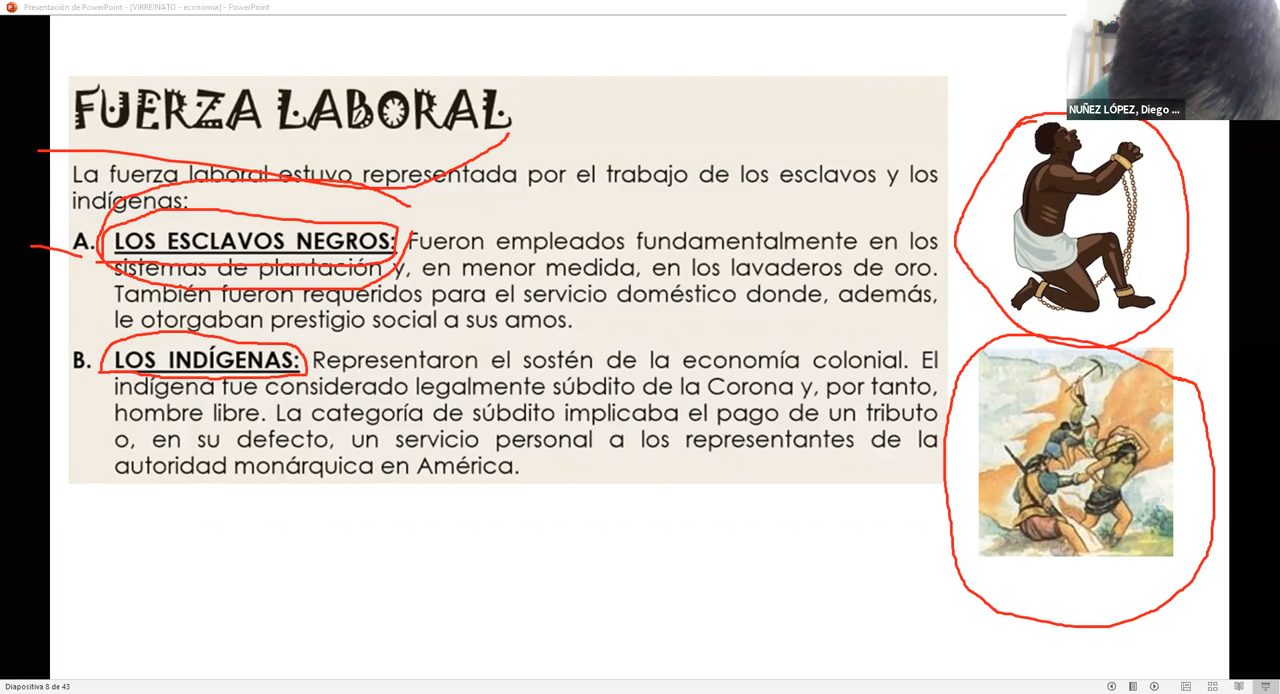 Presentación de PowerPoint - [VIRREINATO - economia] - PowerPoint
NUÑEZ LÓPEZ, Diego ...
FUERZA LABORAL
La fuerza laboral estuvo representada por el trabajo de los esclavos y los
indígenas:
A. LOS ESCLAVOS NEGROS: Fueron empleados fundamentalmente en los
sistemas de plantación y, en menor medida, en los lavaderos de oro.
También fueron requeridos para el servicio doméstico donde, además,
le otorgaban prestigio social a sus amos.
B. LOS INDÍGENAS: Representaron el sostén de la economía colonial. El
indígena fue considerado legalmente súbdito de la Corona y, por tanto,
hombre libre. La categoría de súbdito implicaba el pago de un tributo
o, en su defecto, un servicio personal a los representantes de la
autoridad monárquica en América.
Diapositiva 8 de 43